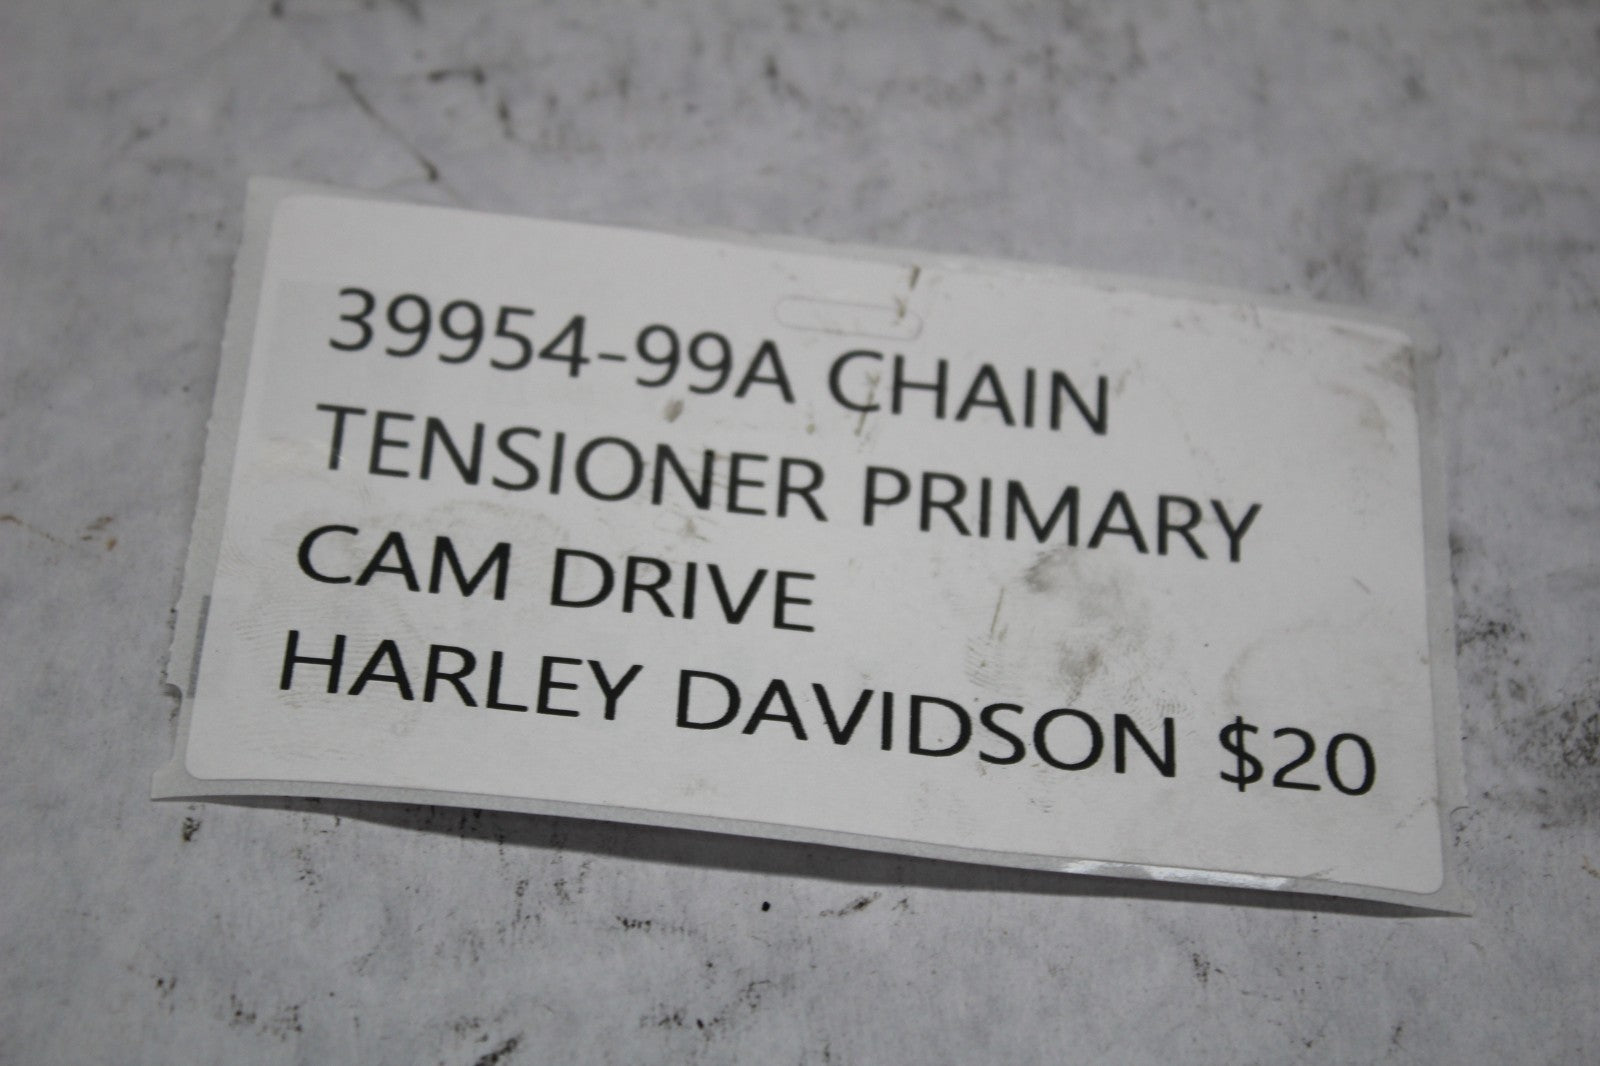 39954-99A CHAIN
TENSIONER PRIMARY
CAM DRIVE
HARLEY DAVIDSON $20